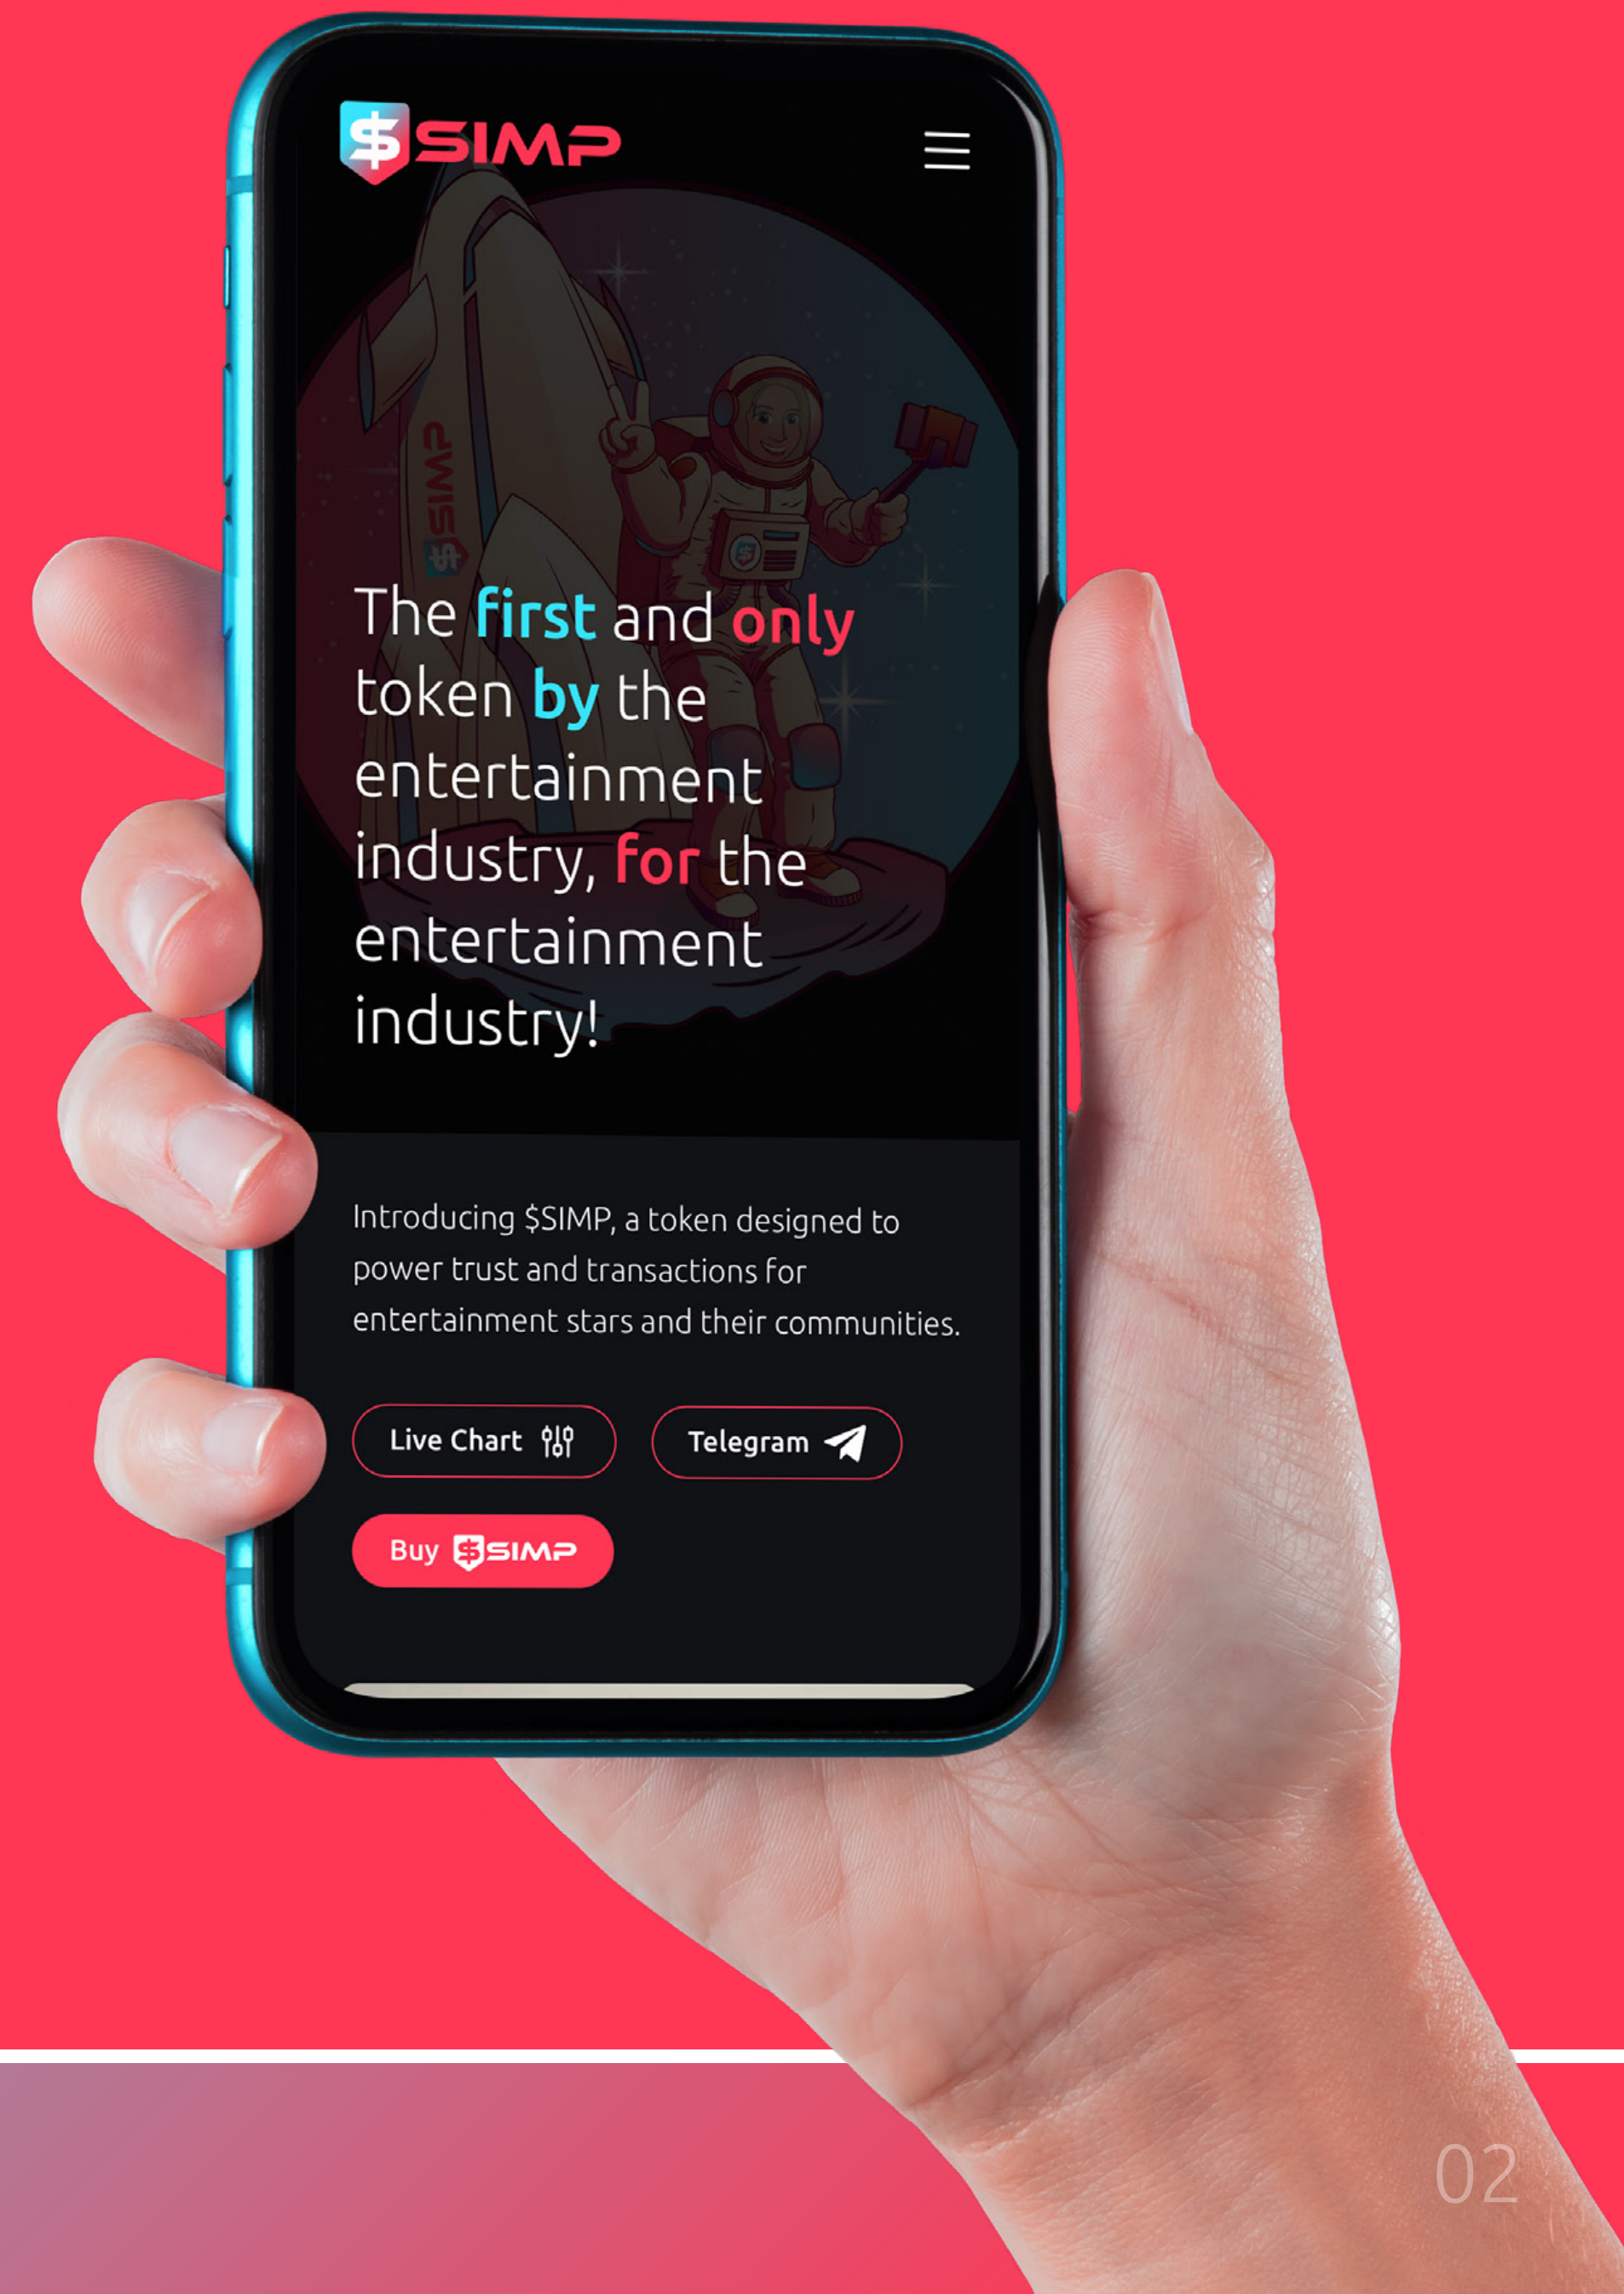 $ SIMP
$ SIMP
$
The first and only
token by the
entertainment
industry, for the
entertainment
industry!
Introducing $SIMP, a token designed to
power trust and transactions for
entertainment stars and their communities.
Live Chart
Telegram
Buy $ SIMP
02